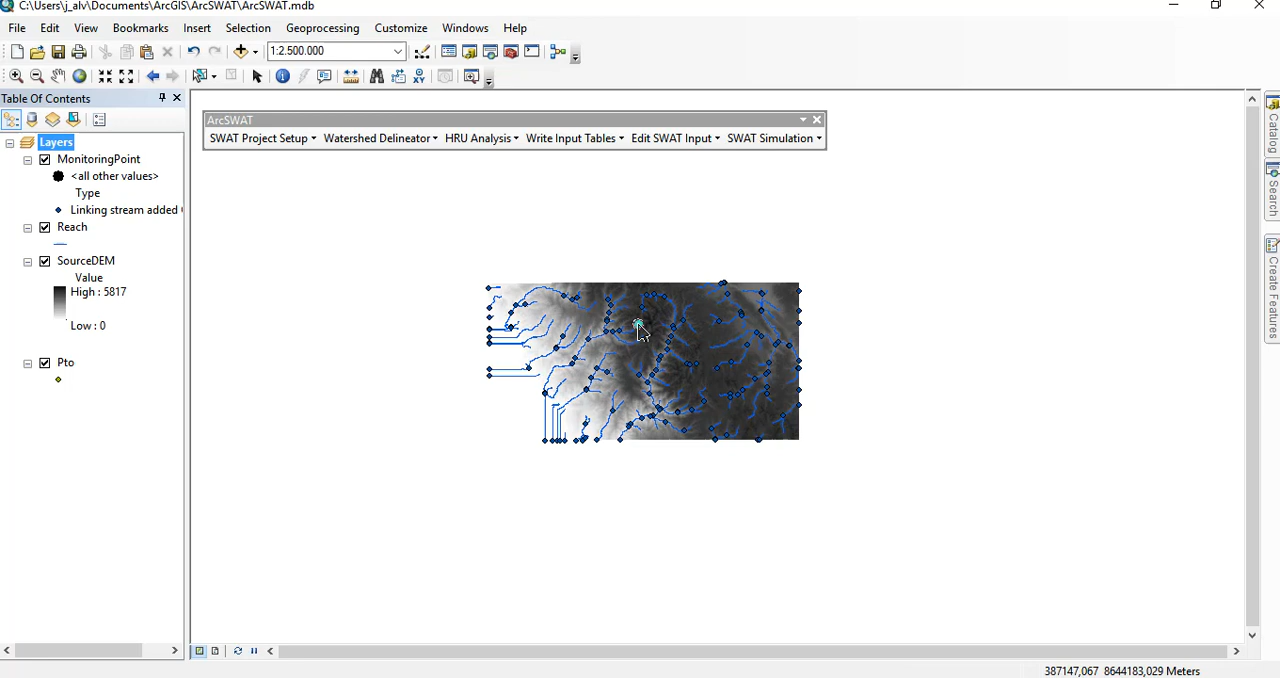 C:\Users\j_alv\Documents\ArcGIS\ArcSWAT\ArcSWAT.mdb
File Edit View Bookmarks Insert Selection Geoprocessing Customize Windows Help
1:2.500.000
Table Of Contents
ArcSWAT
SWAT Project Setup Watershed Delineator HRU Analysis Write Input Tables Edit SWAT Input SWAT Simulation
Layers
MonitoringPoint
<all other values>
Type
Linking stream added
Reach
SourceDEM
Value
High : 5817
Low : 0
Pto
Catalog
Search
Create Features
387147,067 8644183,029 Meters